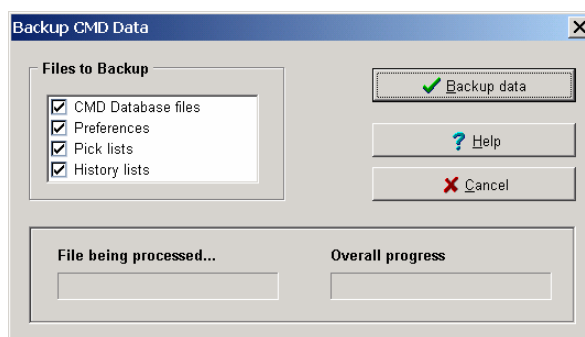 Backup CMD Data
Files to Backup
CMD Database files
Preferences
Pick lists
History lists
Backup data
? Help
Cancel
File being processed...
Overall progress